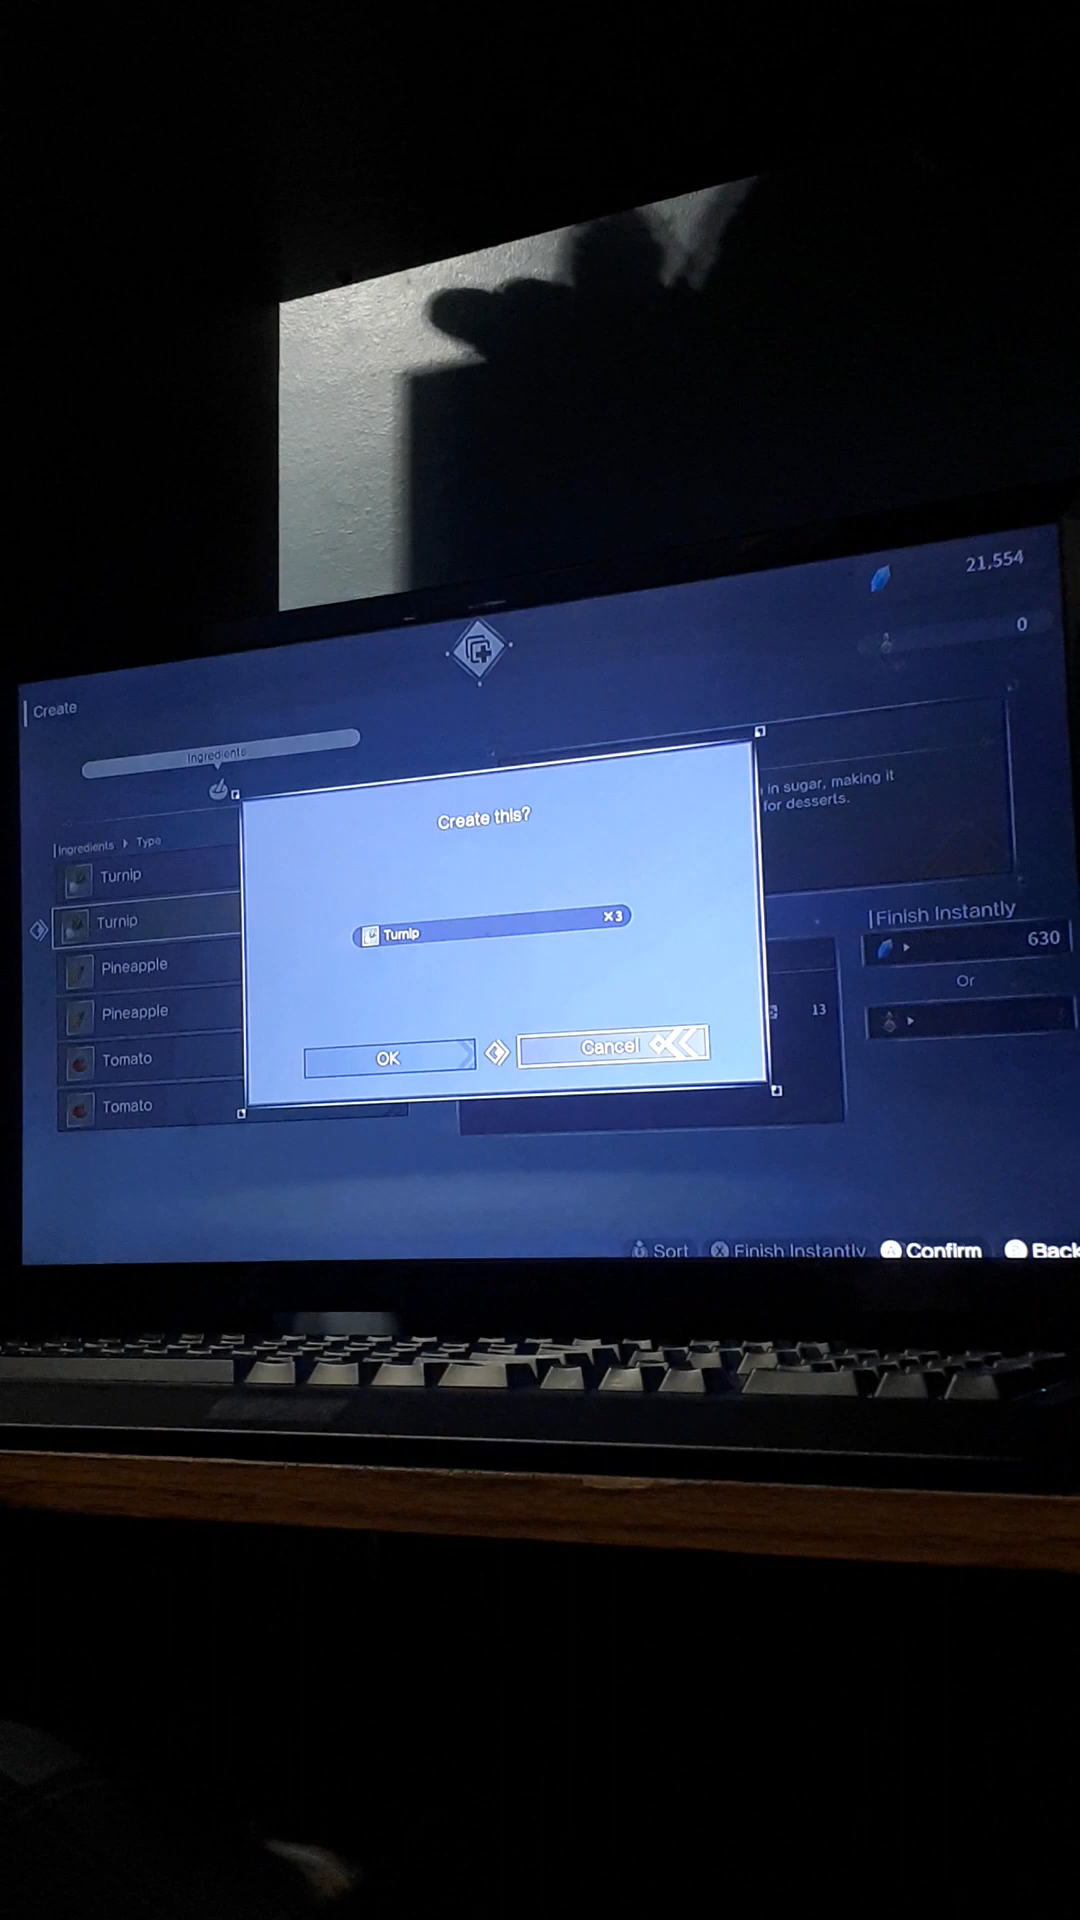 21,554
0
Create
Ingredients
in sugar, making it
for desserts.
Create this?
Ingredients Type
Turnip
Turnip
Pineapple
Pineapple
Tomato
Tomato
Turnip ×3
OK
Cancel
Finish Instantly
630
Or
13
Sort
X Finish Instantly
A Confirm
Back